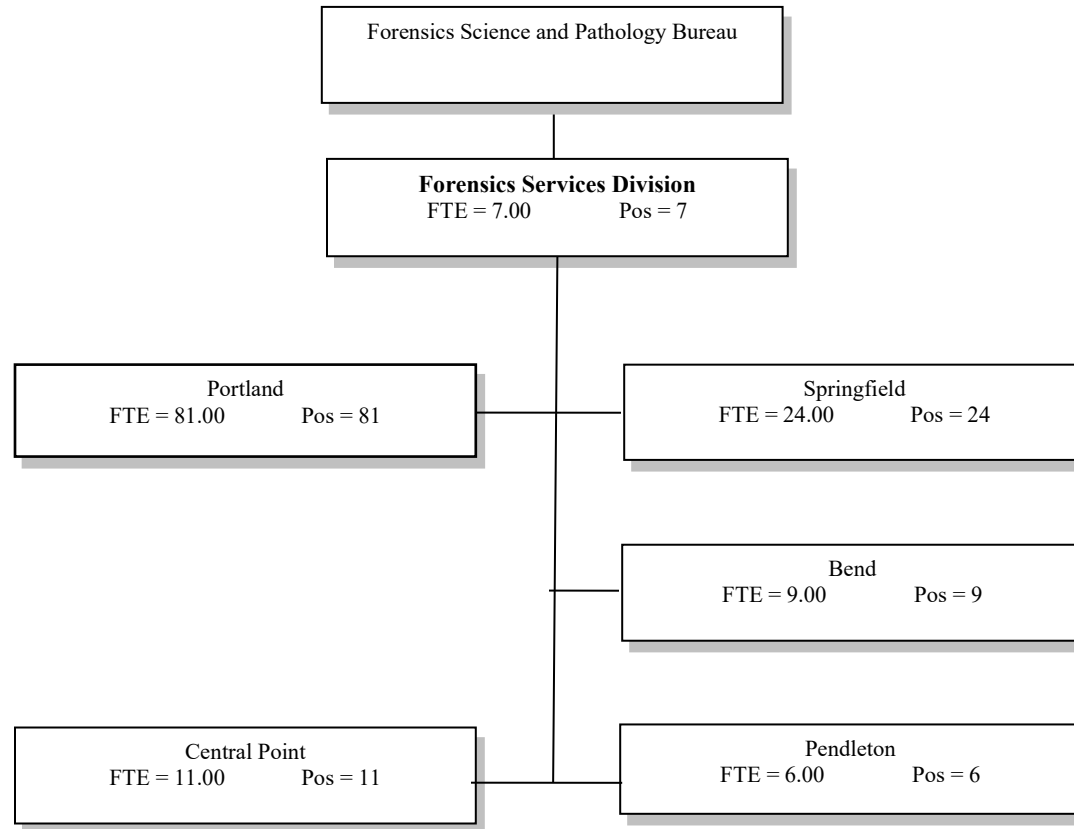 Forensics Science and Pathology Bureau
Forensics Services Division
FTE = 7.00 Pos = 7
Portland
FTE = 81.00 Pos = 81
Springfield
FTE = 24.00 Pos = 24
Bend
FTE = 9.00 Pos = 9
Central Point
FTE = 11.00 Pos = 11
Pendleton
FTE = 6.00 Pos = 6